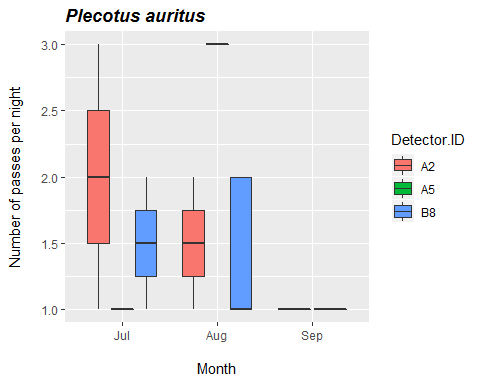 Plecotus auritus
Number of passes per night
3.0
2.5
2.0
1.5
1.0
Jul
Aug
Sep
Month
Detector.ID
A2
A5
B8